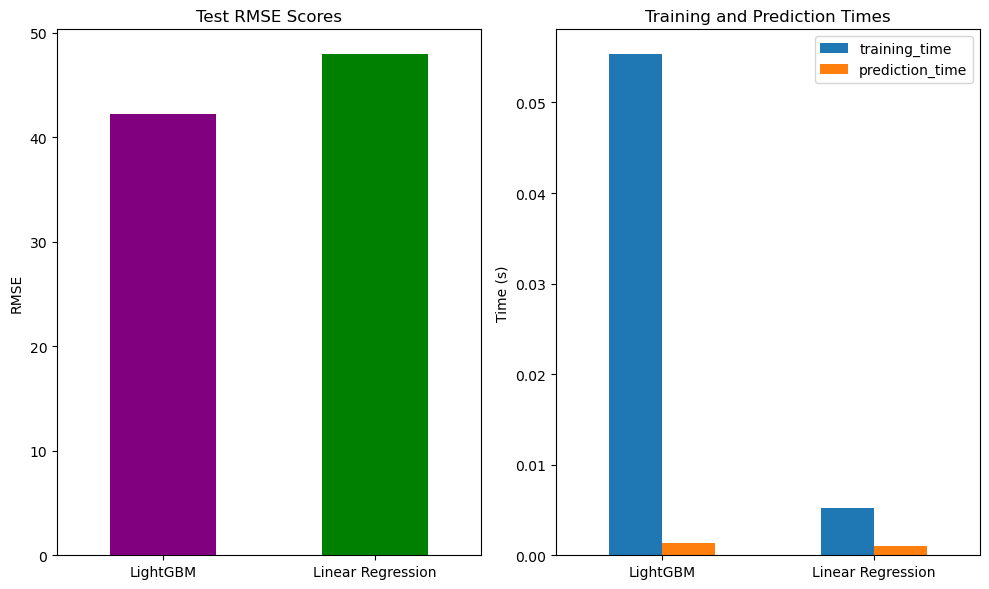 Test RMSE Scores
RMSE
50
40
30
20
10
0
LightGBM
Linear Regression
Training and Prediction Times
training_time
prediction_time
Time (s)
0.05
0.04
0.03
0.02
0.01
0.00
LightGBM
Linear Regression